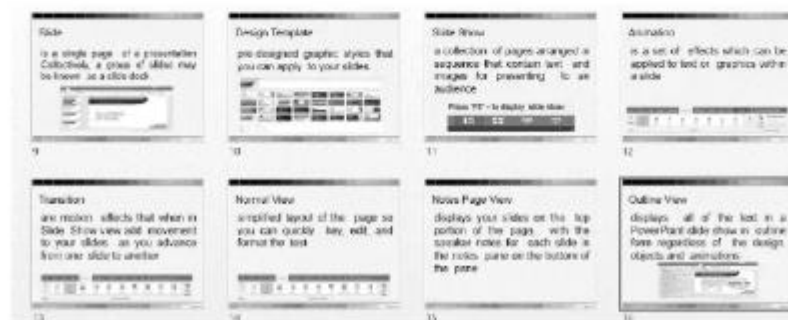 Slide
is a single page of a presentation
Collectively, a group of slides may
be known as a slide deck
9
Design Template
pre-designed graphic styles that
you can apply to your slides.
10
Slide Show
a collection of pages arranged in
sequence that contain text and
images for presenting to an
audience
Press "F5" - to display slide show
11
Animation
is a set of effects which can be
applied to text or graphics within
a slide
12
Transition
are motion effects that when in
Slide Show view add movement
to your slides as you advance
from one slide to another
13
Normal View
simplified layout of the page so
you can quickly key, edit, and
format the text
14
Notes Page View
displays your slides on the top
portion of the page, with the
speaker notes for each slide in
the notes pane on the bottom of
the pane
15
Outline View
displays all of the text in a
PowerPoint slide show in outline
form regardless of the design,
objects and animations
16